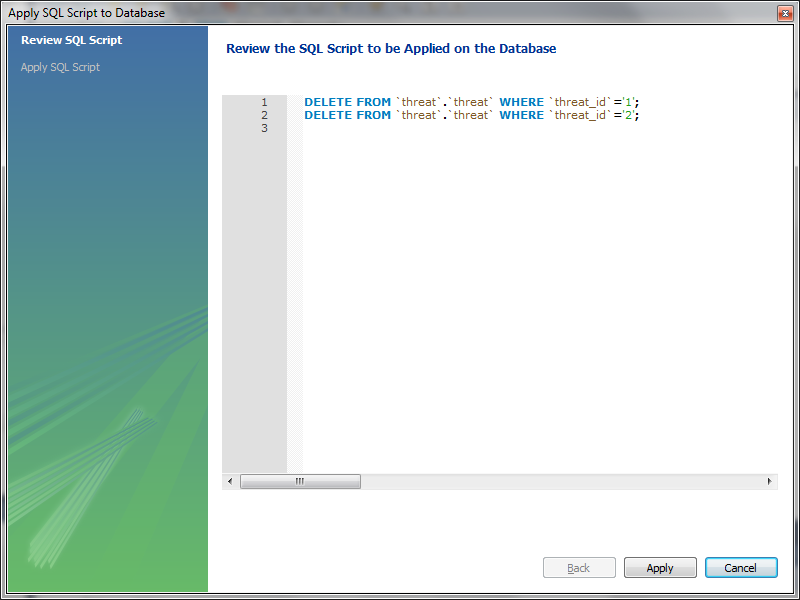 Apply SQL Script to Database
Review SQL Script
Apply SQL Script
Review the SQL Script to be Applied on the Database
1 DELETE FROM `threat`.`threat` WHERE `threat_id`='1';
2 DELETE FROM `threat`.`threat` WHERE `threat_id`='2';
3
Back Apply Cancel